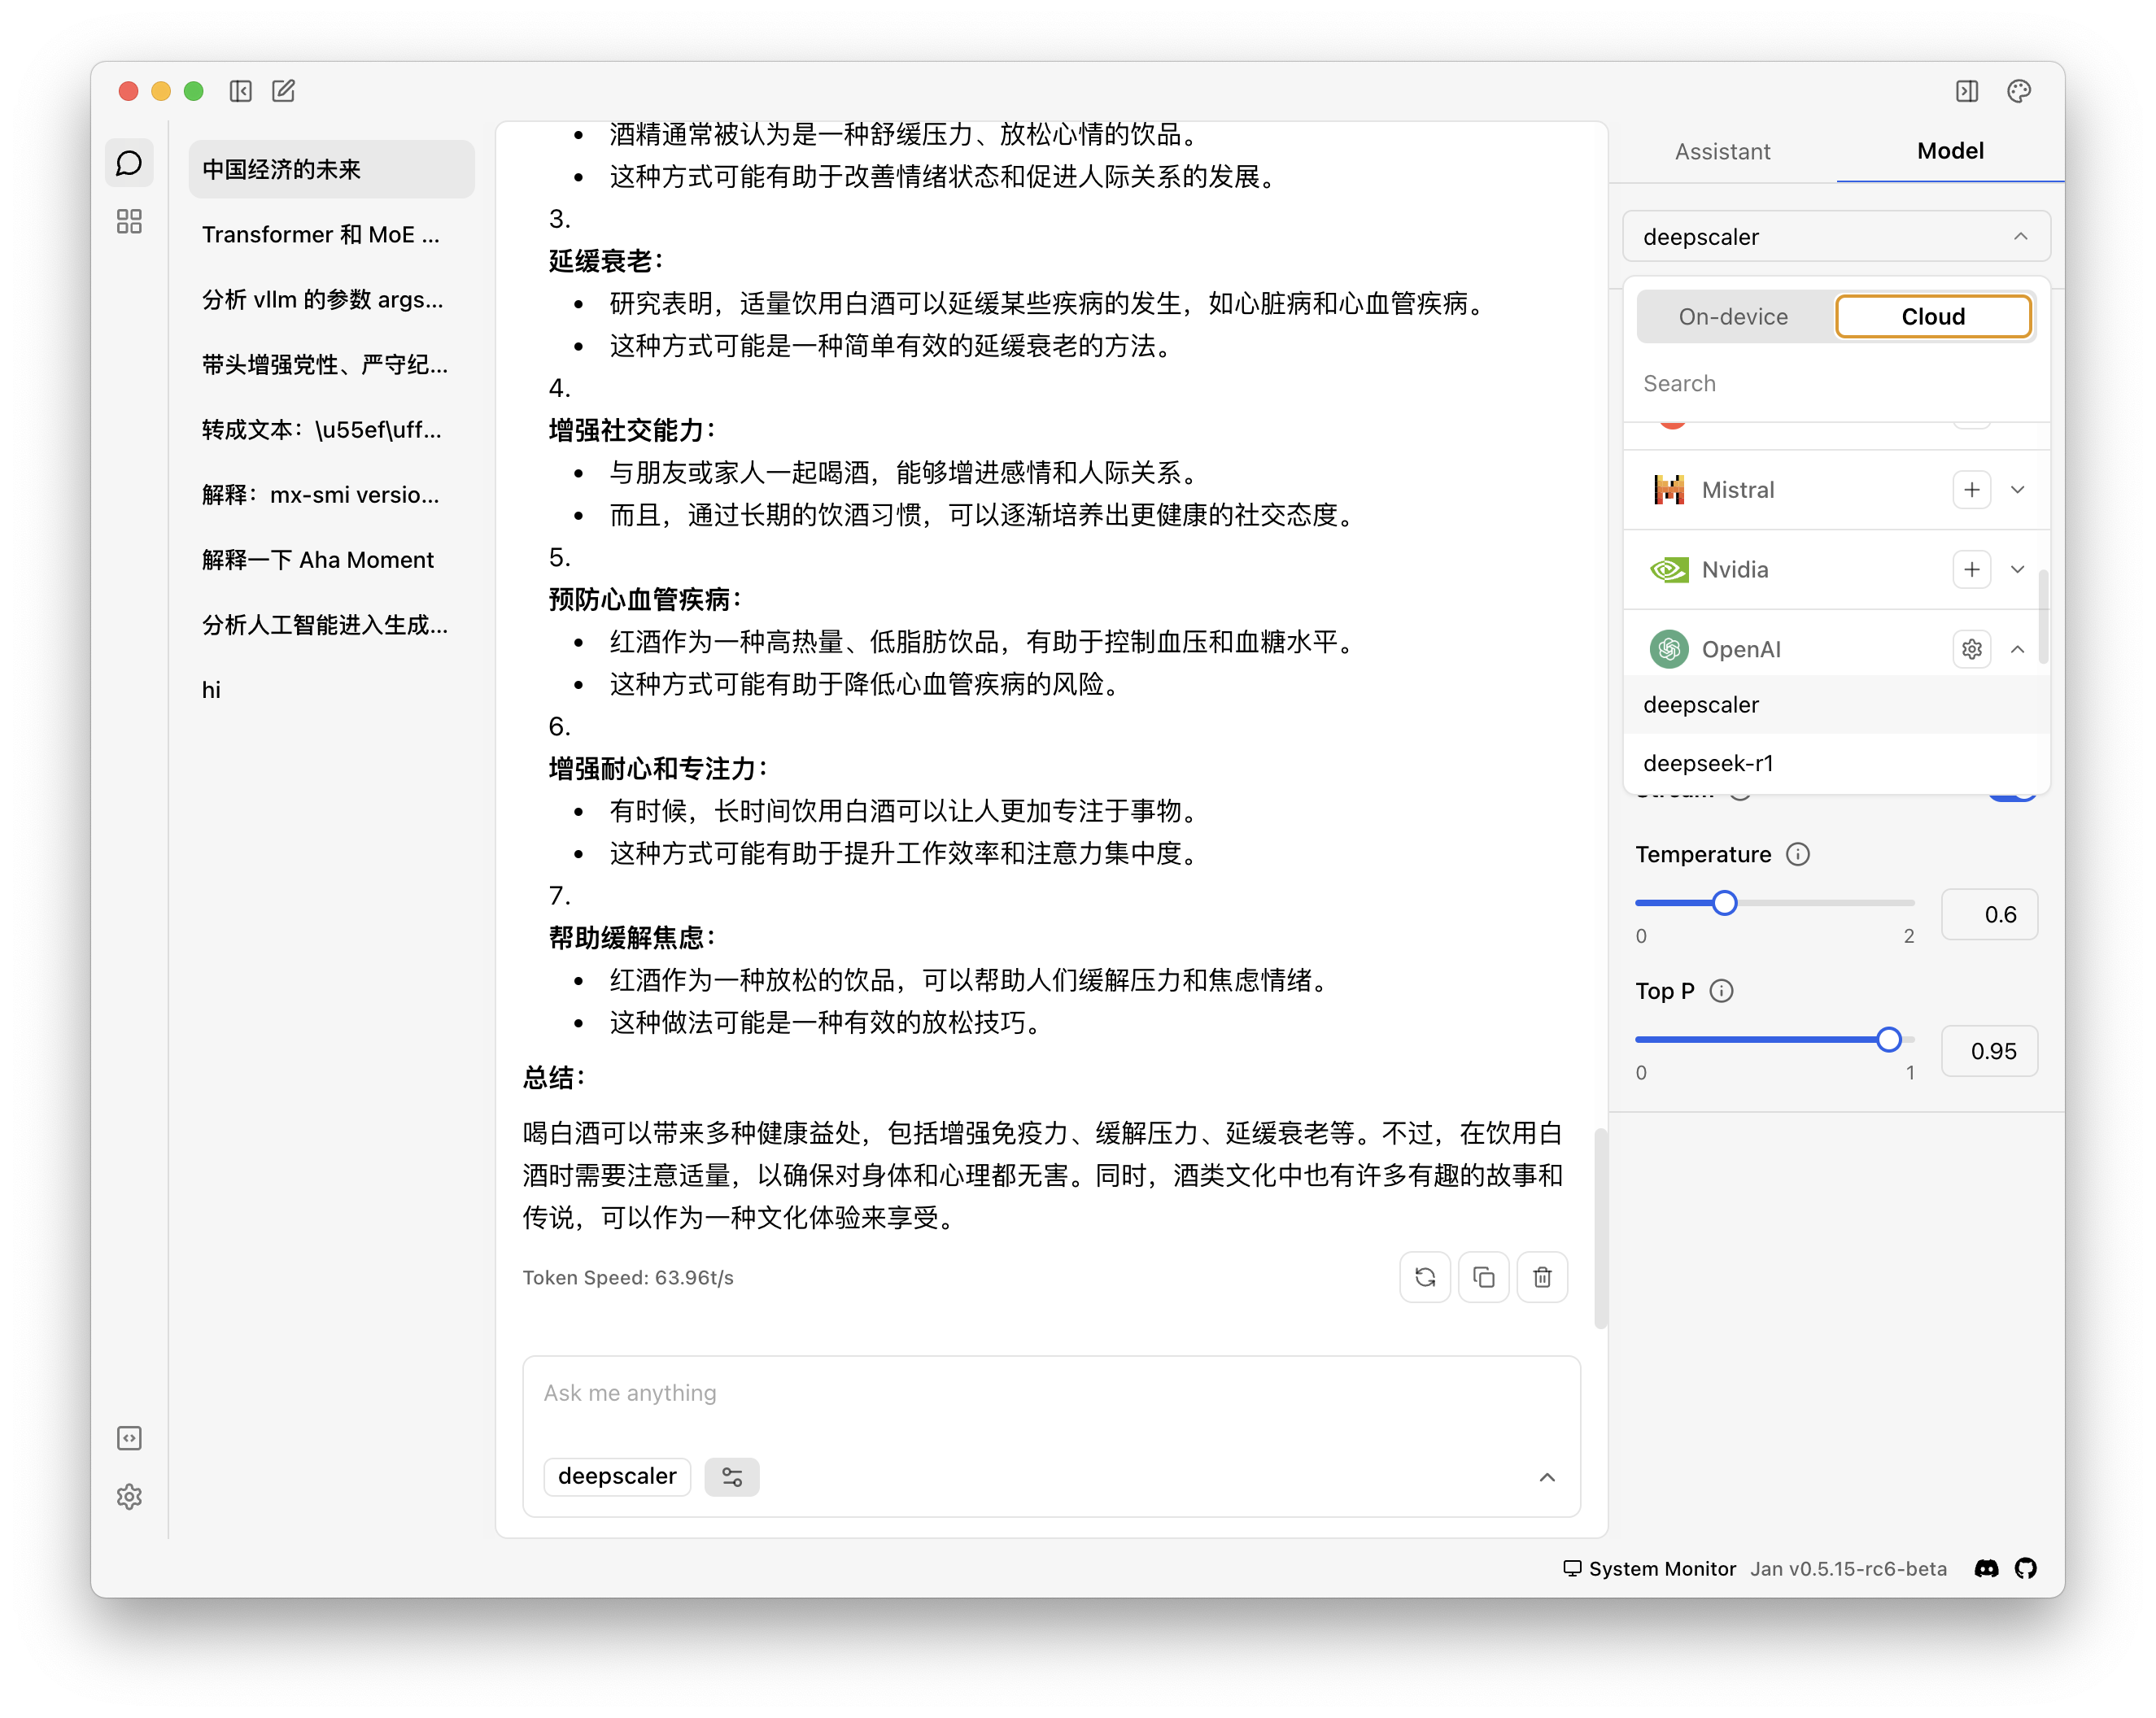 中国经济的未来
Transformer 和 MoE ...
分析 vllm 的参数 args...
带头增强党性、严守纪...
转成文本：\u55ef\uff...
解释：mx-smi versio...
解释一下 Aha Moment
分析人工智能进入生成...
hi
• 酒精通常被认为是一种舒缓压力、放松心情的饮品。
• 这种方式可能有助于改善情绪状态和促进人际关系的发展。
3.
延缓衰老：
• 研究表明，适量饮用白酒可以延缓某些疾病的发生，如心脏病和心血管疾病。
• 这种方式可能是一种简单有效的延缓衰老的方法。
4.
增强社交能力：
• 与朋友或家人一起喝酒，能够增进感情和人际关系。
• 而且，通过长期的饮酒习惯，可以逐渐培养出更健康的社交态度。
5.
预防心血管疾病：
• 红酒作为一种高热量、低脂肪饮品，有助于控制血压和血糖水平。
• 这种方式可能有助于降低心血管疾病的风险。
6.
增强耐心和专注力：
• 有时候，长时间饮用白酒可以让人更加专注于事物。
• 这种方式可能有助于提升工作效率和注意力集中度。
7.
帮助缓解焦虑：
• 红酒作为一种放松的饮品，可以帮助人们缓解压力和焦虑情绪。
• 这种做法可能是一种有效的放松技巧。
总结：
喝白酒可以带来多种健康益处，包括增强免疫力、缓解压力、延缓衰老等。不过，在饮用白
酒时需要注意适量，以确保对身体和心理都无害。同时，酒类文化中也有许多有趣的故事和
传说，可以作为一种文化体验来享受。
Token Speed: 63.96t/s
Ask me anything
deepscaler
Assistant Model
deepscaler
On-device Cloud
Search
Mistral
Nvidia
OpenAI
deepscaler
deepseek-r1
Temperature
0.6
0 2
Top P
0.95
0 1
System Monitor Jan v0.5.15-rc6-beta